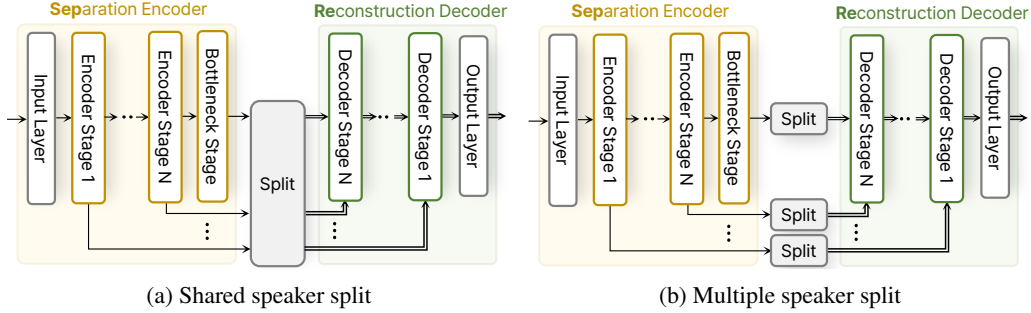 Separation Encoder
Reconstruction Decoder
Input Layer
Encoder Stage 1
Encoder Stage N
Bottleneck Stage
Split
Decoder Stage N
Decoder Stage 1
Output Layer
(a) Shared speaker split
Separation Encoder
Reconstruction Decoder
Input Layer
Encoder Stage 1
Encoder Stage N
Bottleneck Stage
Split
Split
Split
Decoder Stage N
Decoder Stage 1
Output Layer
(b) Multiple speaker split